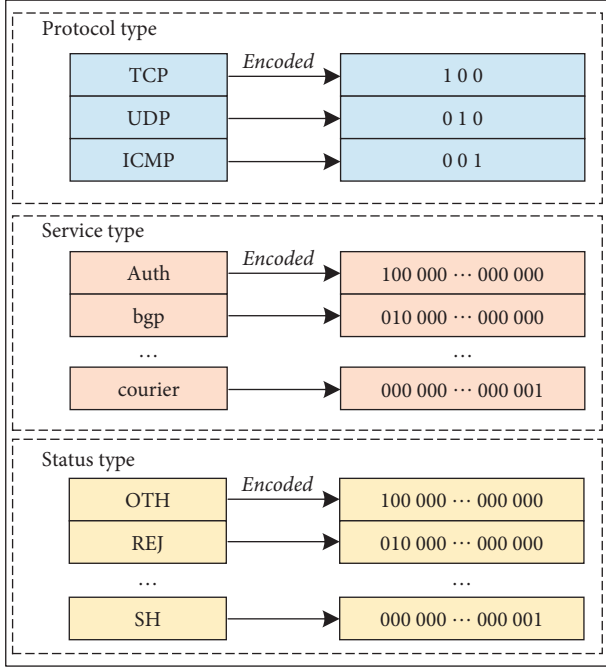 Protocol type
Encoded
TCP 1 0 0
UDP 0 1 0
ICMP 0 0 1
Service type
Encoded
Auth 100 000 ··· 000 000
bgp 010 000 ··· 000 000
... ...
courier 000 000 ··· 000 001
Status type
Encoded
OTH 100 000 ··· 000 000
REJ 010 000 ··· 000 000
... ...
SH 000 000 ··· 000 001